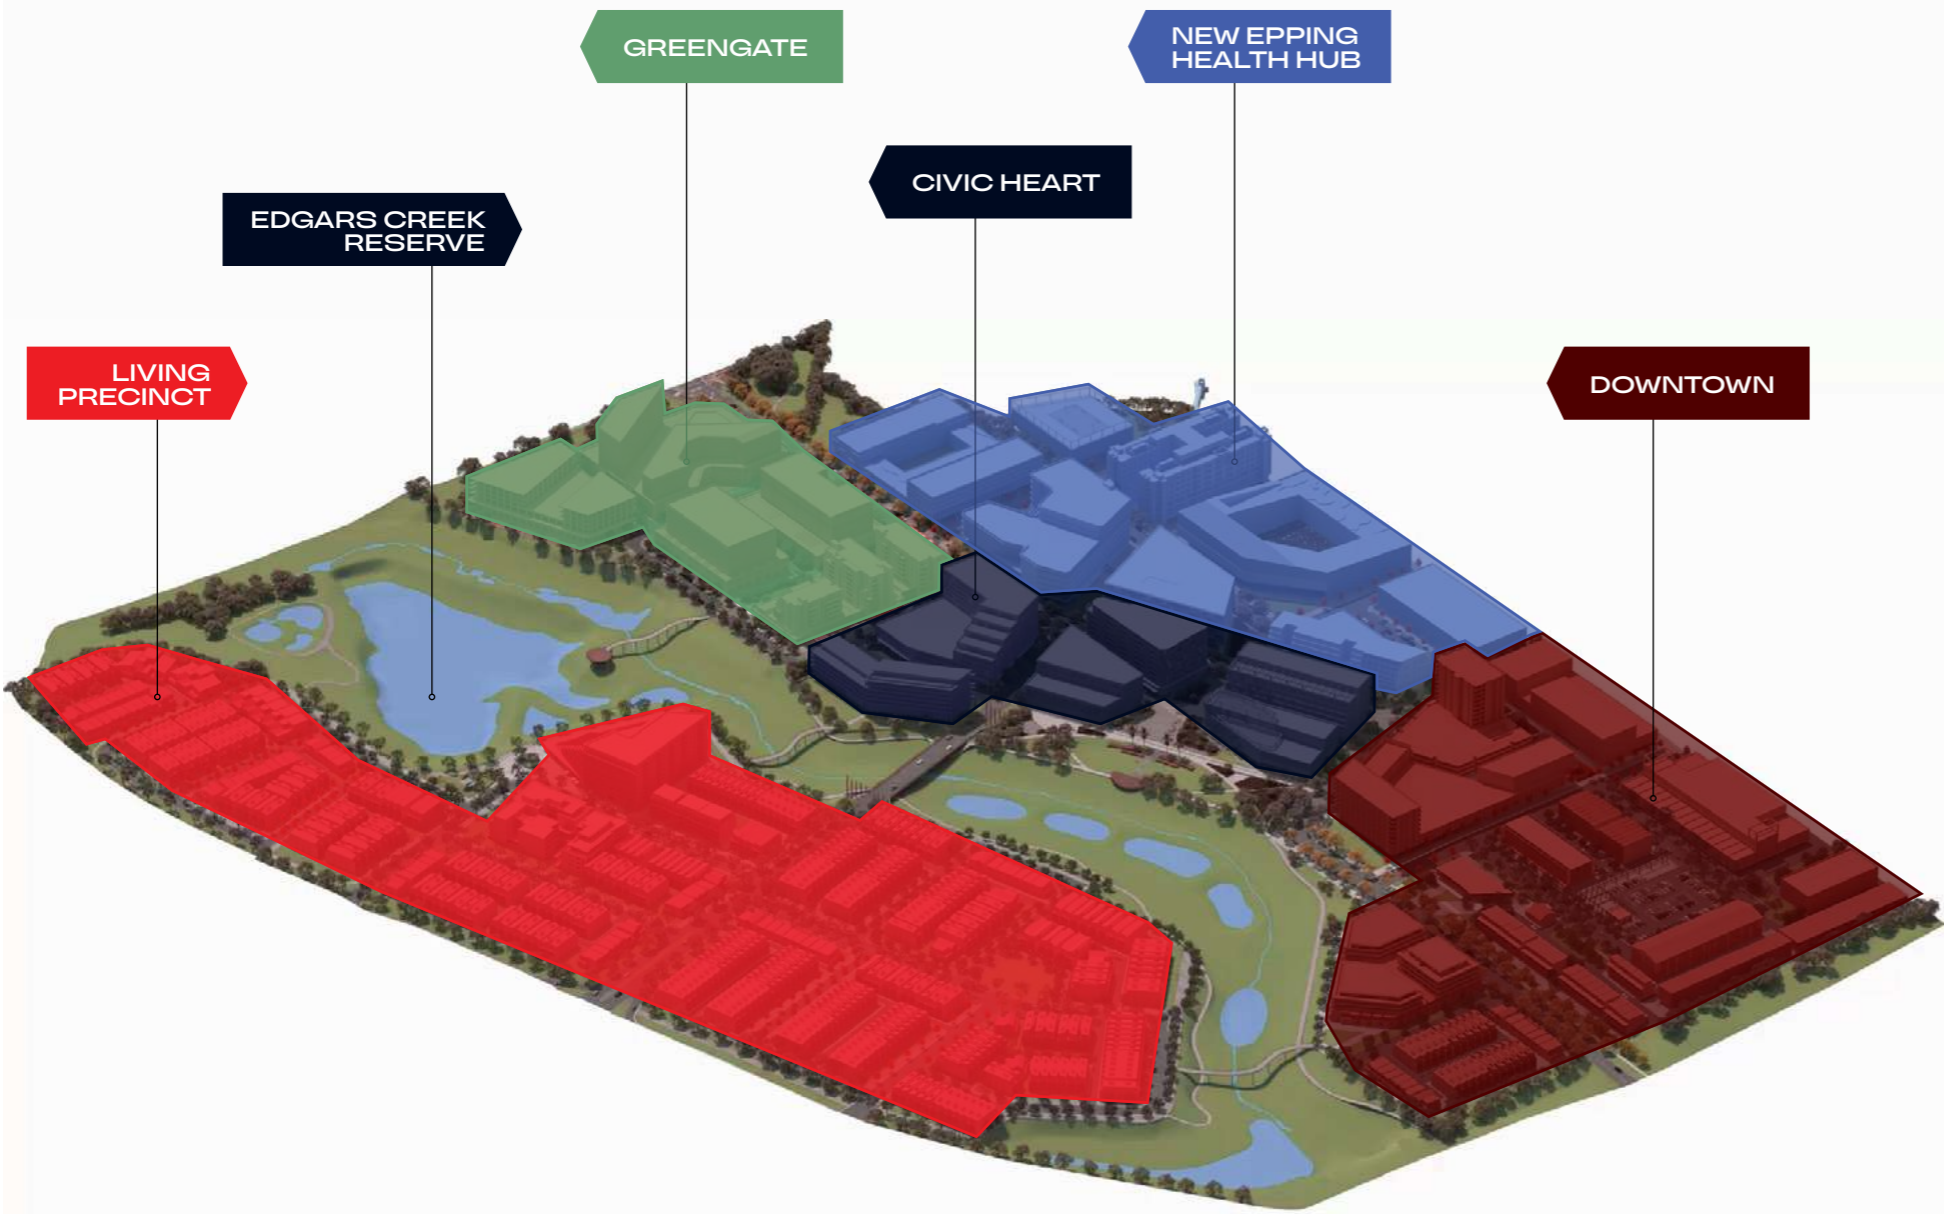 GREENGATE
NEW EPPING
HEALTH HUB
CIVIC HEART
EDGARS CREEK
RESERVE
LIVING
PRECINCT
DOWNTOWN